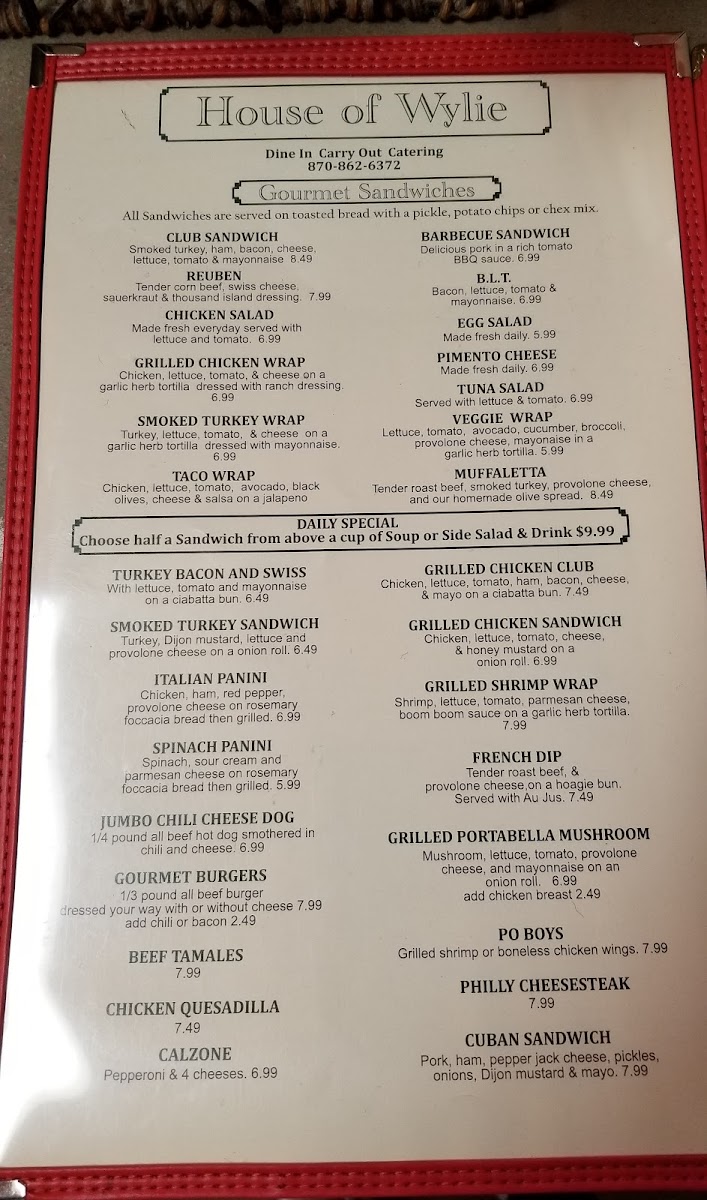 House of Wylie
Dine In Carry Out Catering
870-862-6372
Gourmet Sandwiches
All Sandwiches are served on toasted bread with a pickle, potato chips or chex mix.
CLUB SANDWICH
Smoked turkey, ham, bacon, cheese,
lettuce, tomato & mayonnaise 8.49
REUBEN
Tender corn beef, swiss cheese,
sauerkraut & thousand island dressing. 7.99
CHICKEN SALAD
Made fresh everyday served with
lettuce and tomato. 6.99
GRILLED CHICKEN WRAP
Chicken, lettuce, tomato, & cheese on a
garlic herb tortilla dressed with ranch dressing.
6.99
SMOKED TURKEY WRAP
Turkey, lettuce, tomato, & cheese on a
garlic herb tortilla dressed with mayonnaise.
6.99
TACO WRAP
Chicken, lettuce, tomato, avocado, black
olives, cheese & salsa on a jalapeno
BARBECUE SANDWICH
Delicious pork in a rich tomato
BBQ sauce. 6.99
B.L.T.
Bacon, lettuce, tomato &
mayonnaise. 6.99
EGG SALAD
Made fresh daily. 5.99
PIMENTO CHEESE
Made fresh daily. 6.99
TUNA SALAD
Served with lettuce & tomato. 6.99
VEGGIE WRAP
Lettuce, tomato, avocado, cucumber, broccoli,
provolone cheese, mayonaise in a
garlic herb tortilla. 5.99
MUFFALETTA
Tender roast beef, smoked turkey, provolone cheese,
and our homemade olive spread. 8.49
DAILY SPECIAL
Choose half a Sandwich from above a cup of Soup or Side Salad & Drink $9.99
TURKEY BACON AND SWISS
With lettuce, tomato and mayonnaise
on a ciabatta bun. 6.49
SMOKED TURKEY SANDWICH
Turkey, Dijon mustard, lettuce and
provolone cheese on a onion roll. 6.49
ITALIAN PANINI
Chicken, ham, red pepper,
provolone cheese on rosemary
foccacia bread then grilled. 6.99
SPINACH PANINI
Spinach, sour cream and
parmesan cheese on rosemary
foccacia bread then grilled. 5.99
JUMBO CHILI CHEESE DOG
1/4 pound all beef hot dog smothered in
chili and cheese. 6.99
GOURMET BURGERS
1/3 pound all beef burger
dressed your way with or without cheese 7.99
add chili or bacon 2.49
BEEF TAMALES
7.99
CHICKEN QUESADILLA
7.49
CALZONE
Pepperoni & 4 cheeses. 6.99
GRILLED CHICKEN CLUB
Chicken, lettuce, tomato, ham, bacon, cheese,
& mayo on a ciabatta bun. 7.49
GRILLED CHICKEN SANDWICH
Chicken, lettuce, tomato, cheese,
& honey mustard on a
onion roll. 6.99
GRILLED SHRIMP WRAP
Shrimp, lettuce, tomato, parmesan cheese,
boom boom sauce on a garlic herb tortilla.
7.99
FRENCH DIP
Tender roast beef, &
provolone cheese,on a hoagie bun.
Served with Au Jus. 7.49
GRILLED PORTABELLA MUSHROOM
Mushroom, lettuce, tomato, provolone
cheese, and mayonnaise on an
onion roll. 6.99
add chicken breast 2.49
PO BOYS
Grilled shrimp or boneless chicken wings. 7.99
PHILLY CHEESESTEAK
7.99
CUBAN SANDWICH
Pork, ham, pepper jack cheese, pickles,
onions, Dijon mustard & mayo. 7.99